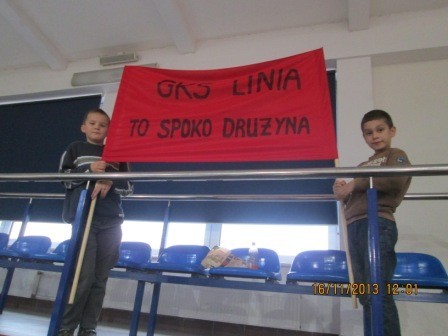 GKS LINIA
TO SPOKO DRUŻYNA
16/11/2013 12:01